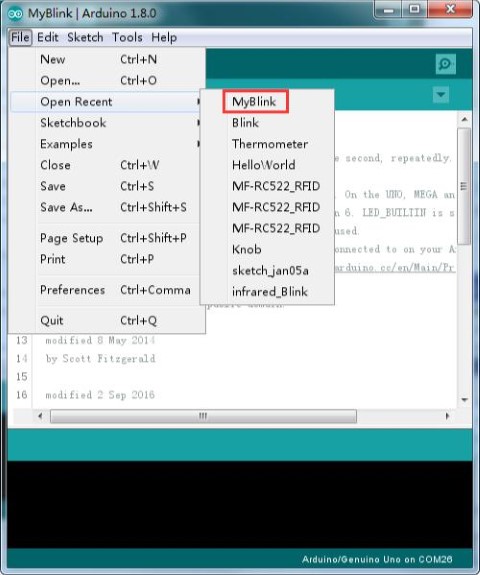 MyBlink | Arduino 1.8.0
File Edit Sketch Tools Help
New Ctrl+N
Open... Ctrl+O
Open Recent
Sketchbook
Examples
Close Ctrl+W
Save Ctrl+S
Save As... Ctrl+Shift+S
Page Setup Ctrl+Shift+P
Print Ctrl+P
Preferences Ctrl+Comma
Quit Ctrl+Q
MyBlink
Blink
Thermometer
HelloWorld
MF-RC522_RFID
MF-RC522_RFID
MF-RC522_RFID
Knob
sketch_jan05a
infrared_Blink
e second, repeatedly.
On the UNO, MEGA an
n 6. LED_BUILTIN is s
used.
onnected to on your A
arduino.cc/en/Main/Pr
13 modified 8 May 2014
14 by Scott Fitzgerald
15
16 modified 2 Sep 2016
Arduino/Genuino Uno on COM26